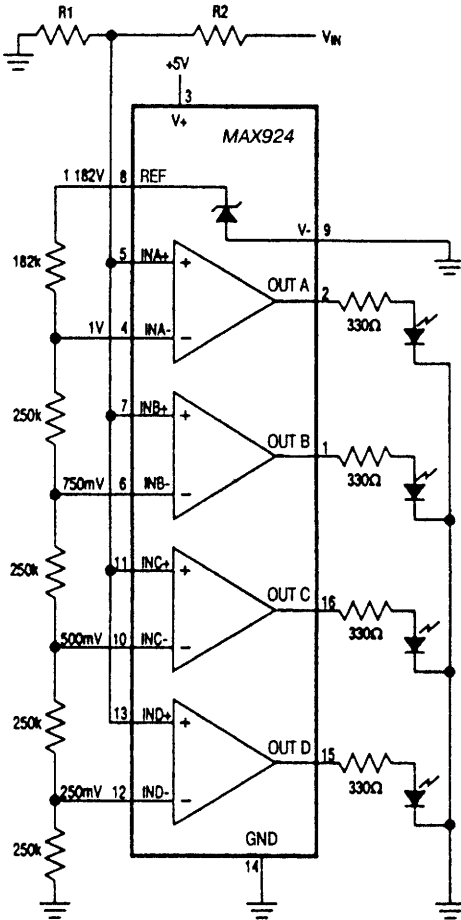 R1
R2
VIN
+5V
3
V+
MAX924
1 182V 8 REF
V- 9
182k
5 INA+
OUT A 2
330Ω
1V 4 INA-
250k
7 INB+
OUT B 1
330Ω
750mV 6 INB-
250k
11 INC+
OUT C 16
330Ω
500mV 10 INC-
250k
13 IND+
OUT D 15
330Ω
250mV 12 IND-
250k
GND
14